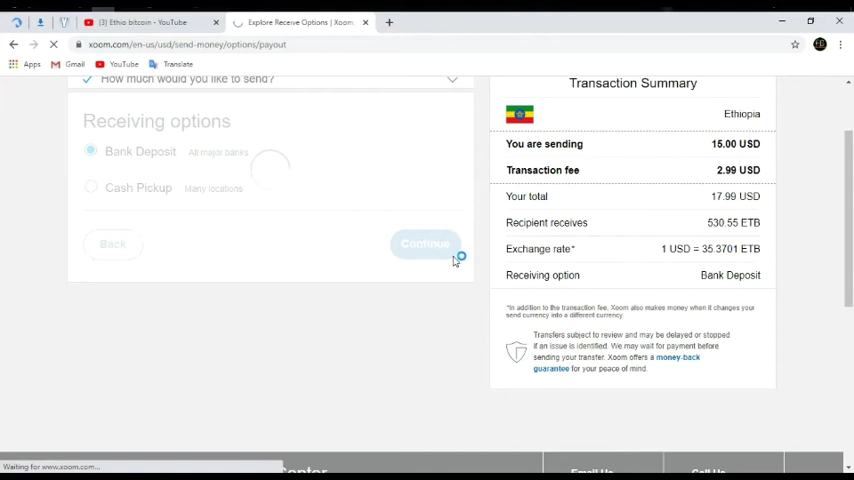 (3) Ethio bitcoin - YouTube
Explore Receive Options | Xoom
xoom.com/en-us/usd/send-money/options/payout
Apps Gmail YouTube Translate
How much would you like to send?
Receiving options
Bank Deposit All major banks
Cash Pickup Many locations
Back Continue
Transaction Summary
Ethiopia
You are sending 15.00 USD
Transaction fee 2.99 USD
Your total 17.99 USD
Recipient receives 530.55 ETB
Exchange rate* 1 USD = 35.3701 ETB
Receiving option Bank Deposit
*In addition to the transaction fee, Xoom also makes money when it changes your
send currency into a different currency.
Transfers subject to review and may be delayed or stopped
if an issue is identified. We may wait for payment before
sending your transfer. Xoom offers a money-back
guarantee for your peace of mind.
Waiting for www.xoom.com...
Center Email Us Call Us